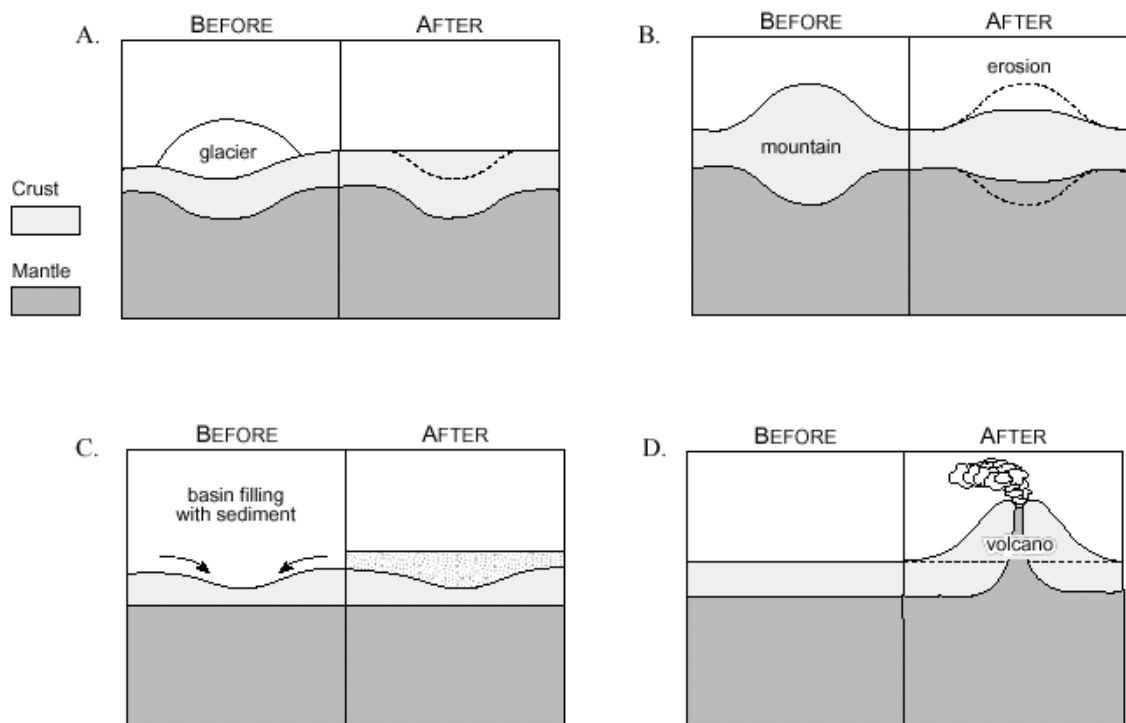 A.
BEFORE
AFTER
glacier
Crust
Mantle
B.
BEFORE
AFTER
erosion
mountain
C.
BEFORE
AFTER
basin filling
with sediment
D.
BEFORE
AFTER
volcano